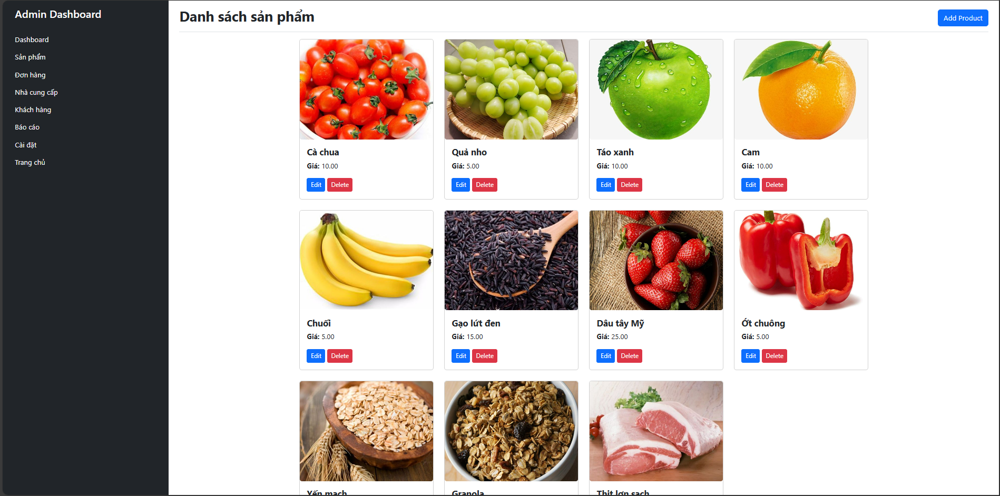 Admin Dashboard
Dashboard
Sản phẩm
Đơn hàng
Nhà cung cấp
Khách hàng
Báo cáo
Cài đặt
Trang chủ
Danh sách sản phẩm
Add Product
Cà chua
Giá: 10.00
Edit Delete
Quả nho
Giá: 5.00
Edit Delete
Táo xanh
Giá: 10.00
Edit Delete
Cam
Giá: 10.00
Edit Delete
Chuối
Giá: 5.00
Edit Delete
Gạo lứt đen
Giá: 15.00
Edit Delete
Dâu tây Mỹ
Giá: 25.00
Edit Delete
Ớt chuông
Giá: 5.00
Edit Delete
Yến mạch
Granola
Thịt lợn sạch